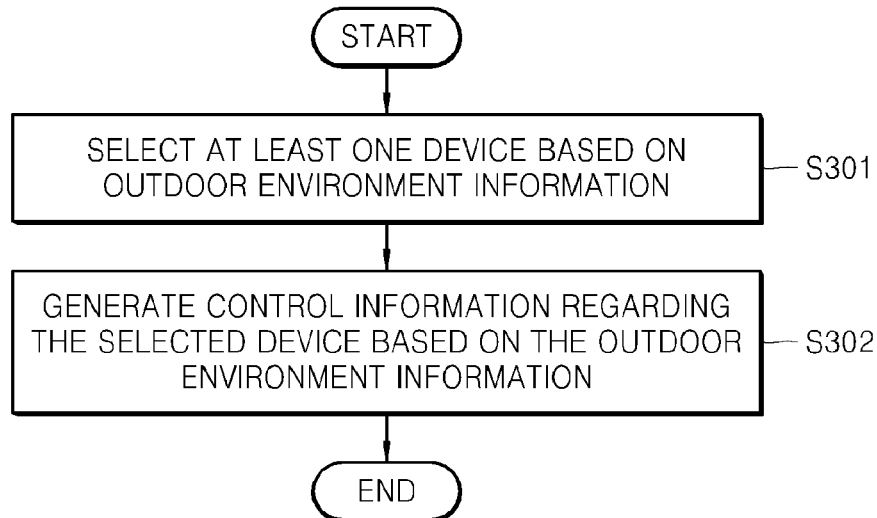 START
SELECT AT LEAST ONE DEVICE BASED ON
OUTDOOR ENVIRONMENT INFORMATION
S301
GENERATE CONTROL INFORMATION REGARDING
THE SELECTED DEVICE BASED ON THE OUTDOOR
ENVIRONMENT INFORMATION
S302
END